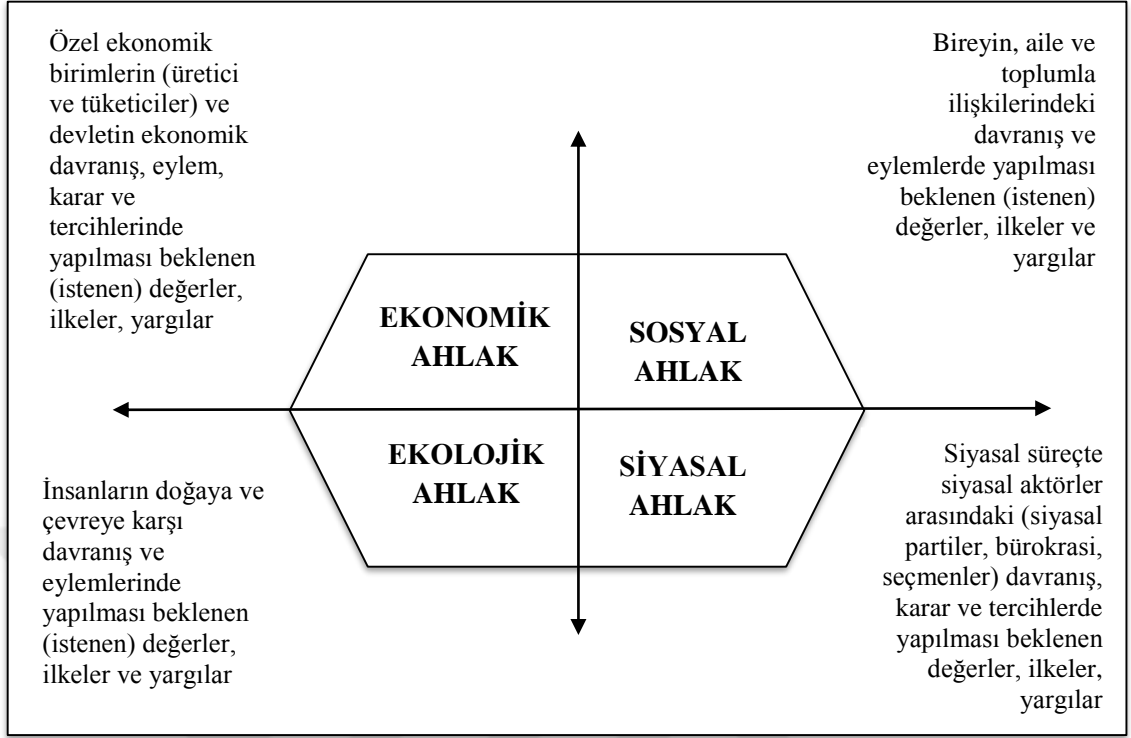 Özel ekonomik
birimlerin (üretici
ve tüketiciler) ve
devletin ekonomik
davranış, eylem,
karar ve
tercihlerinde
yapılması beklenen
(istenen) değerler,
ilkeler, yargılar
Bireyin, aile ve
toplumla
ilişkilerindeki
davranış ve
eylemlerde yapılması
beklenen (istenen)
değerler, ilkeler ve
yargılar
EKONOMİK
AHLAK
SOSYAL
AHLAK
EKOLOJİK
AHLAK
SİYASAL
AHLAK
İnsanların doğaya ve
çevreye karşı
davranış ve
eylemlerinde
yapılması beklenen
(istenen) değerler,
ilkeler ve yargılar
Siyasal süreçte
siyasal aktörler
arasındaki (siyasal
partiler, bürokrasi,
seçmenler) davranış,
karar ve tercihlerde
yapılması beklenen
değerler, ilkeler,
yargılar